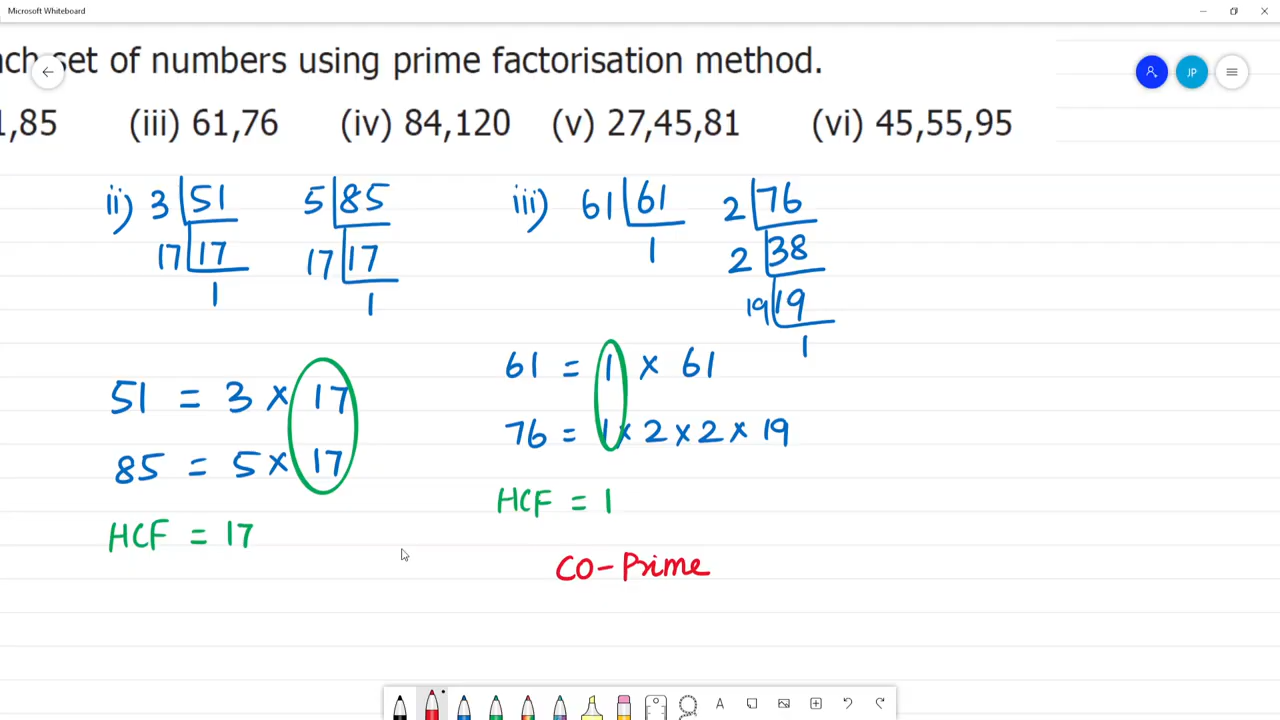 Microsoft Whiteboard
ch set of numbers using prime factorisation method.
1,85 (iii) 61,76 (iv) 84,120 (v) 27,45,81 (vi) 45,55,95
JP
ii) 3 51
17 17
1
5 85
17 17
1
51 = 3 × 17
85 = 5 × 17
HCF = 17
iii) 61 61
1
2 76
2 38
19 19
1
61 = 1 × 61
76 = 1 × 2 × 2 × 19
HCF = 1
CO-Prime
A